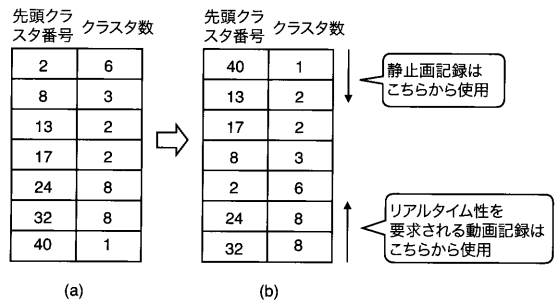 先頭クラ
スタ番号 クラスタ数
2 6
8 3
13 2
17 2
24 8
32 8
40 1
(a)
先頭クラ
スタ番号 クラスタ数
40 1
13 2
17 2
8 3
2 6
24 8
32 8
(b)
静止画記録は
こちらから使用
リアルタイム性を
要求される動画記録は
こちらから使用